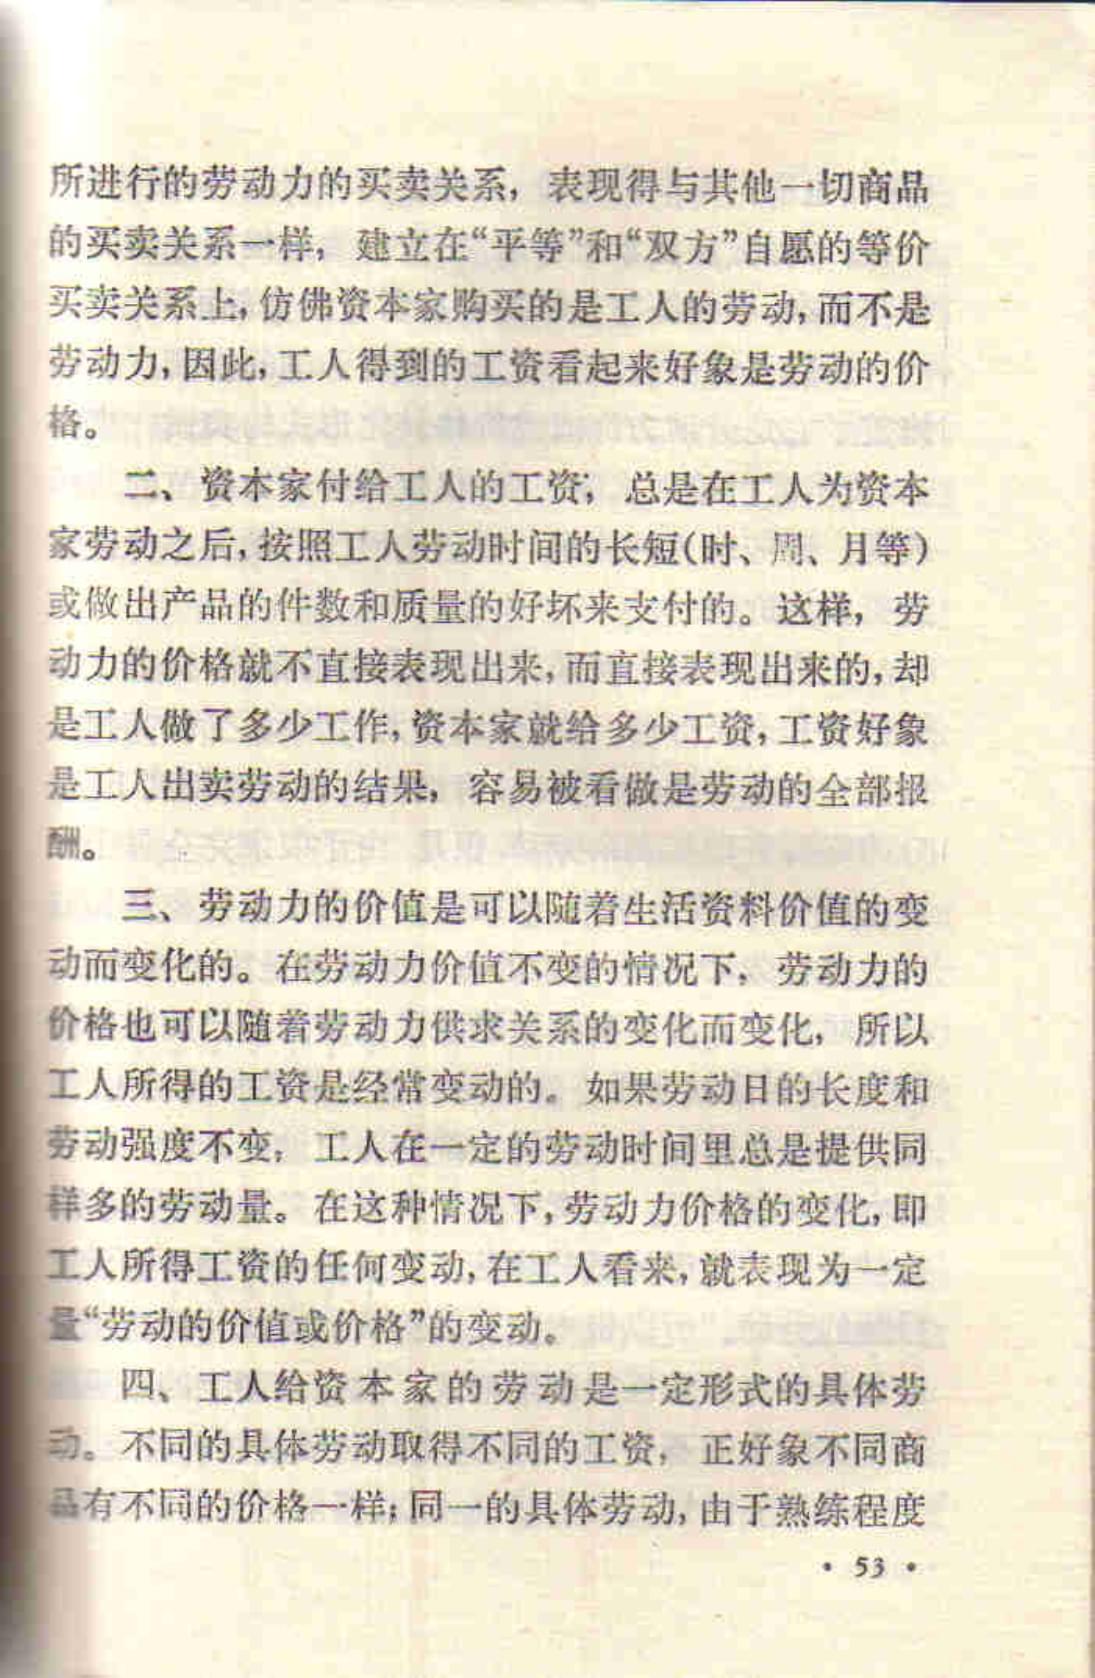 所进行的劳动力的买卖关系，表现得与其他一切商品
的买卖关系一样，建立在“平等”和“双方”自愿的等价
买卖关系上，仿佛资本家购买的是工人的劳动，而不是
劳动力，因此，工人得到的工资看起来好象是劳动的价
格。
二、资本家付给工人的工资，总是在工人为资本
家劳动之后，按照工人劳动时间的长短(时、周、月等)
或做出产品的件数和质量的好坏来支付的。这样，劳
动力的价格就不直接表现出来，而直接表现出来的，却
是工人做了多少工作，资本家就给多少工资，工资好象
是工人出卖劳动的结果，容易被看做是劳动的全部报
酬。
三、劳动力的价值是可以随着生活资料价值的变
动而变化的。在劳动力价值不变的情况下，劳动力的
价格也可以随着劳动力供求关系的变化而变化，所以
工人所得的工资是经常变动的。如果劳动日的长度和
劳动强度不变，工人在一定的劳动时间里总是提供同
样多的劳动量。在这种情况下，劳动力价格的变化，即
工人所得工资的任何变动，在工人看来，就表现为一定
量“劳动的价值或价格”的变动。
四、工人给资本家的劳动是一定形式的具体劳
动。不同的具体劳动取得不同的工资，正好象不同商
品有不同的价格一样；同一的具体劳动，由于熟练程度
• 53 •